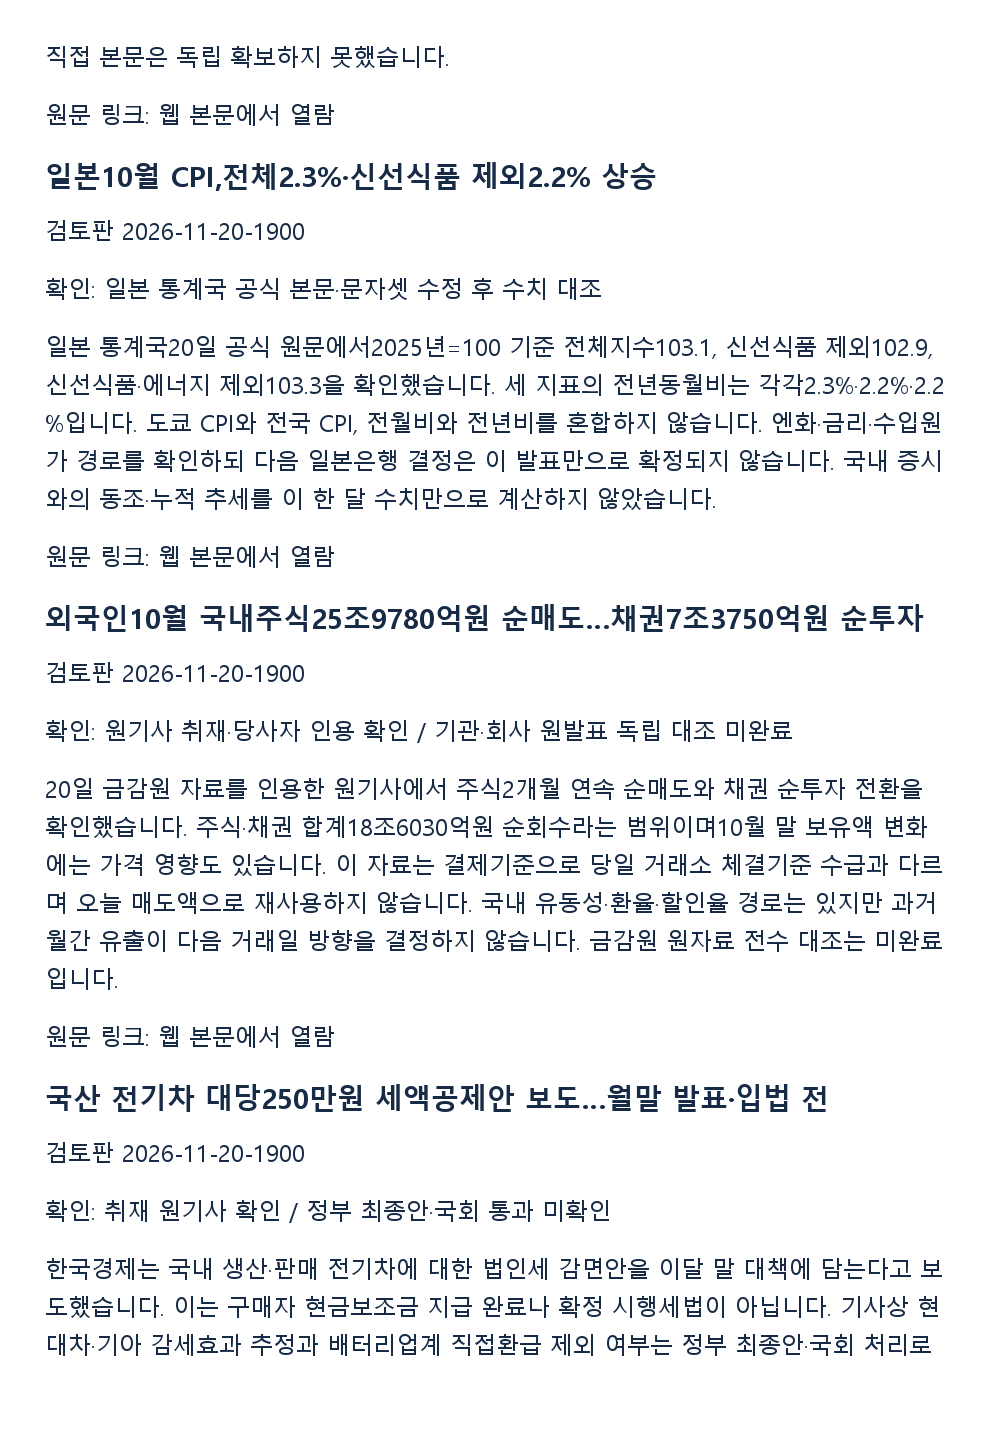 직접 본문은 독립 확보하지 못했습니다.
원문 링크: 웹 본문에서 열람
일본10월 CPI,전체2.3%·신선식품 제외2.2% 상승
검토판 2026-11-20-1900
확인: 일본 통계국 공식 본문·문자셋 수정 후 수치 대조
일본 통계국20일 공식 원문에서2025년=100 기준 전체지수103.1, 신선식품 제외102.9,
신선식품·에너지 제외103.3을 확인했습니다. 세 지표의 전년동월비는 각각2.3%·2.2%·2.2
%입니다. 도쿄 CPI와 전국 CPI, 전월비와 전년비를 혼합하지 않습니다. 엔화·금리·수입원
가 경로를 확인하되 다음 일본은행 결정은 이 발표만으로 확정되지 않습니다. 국내 증시
와의 동조·누적 추세를 이 한 달 수치만으로 계산하지 않았습니다.
원문 링크: 웹 본문에서 열람
외국인10월 국내주식25조9780억원 순매도…채권7조3750억원 순투자
검토판 2026-11-20-1900
확인: 원기사 취재·당사자 인용 확인 / 기관·회사 원발표 독립 대조 미완료
20일 금감원 자료를 인용한 원기사에서 주식2개월 연속 순매도와 채권 순투자 전환을
확인했습니다. 주식·채권 합계18조6030억원 순회수라는 범위이며10월 말 보유액 변화
에는 가격 영향도 있습니다. 이 자료는 결제기준으로 당일 거래소 체결기준 수급과 다르
며 오늘 매도액으로 재사용하지 않습니다. 국내 유동성·환율·할인율 경로는 있지만 과거
월간 유출이 다음 거래일 방향을 결정하지 않습니다. 금감원 원자료 전수 대조는 미완료
입니다.
원문 링크: 웹 본문에서 열람
국산 전기차 대당250만원 세액공제안 보도…월말 발표·입법 전
검토판 2026-11-20-1900
확인: 취재 원기사 확인 / 정부 최종안·국회 통과 미확인
한국경제는 국내 생산·판매 전기차에 대한 법인세 감면안을 이달 말 대책에 담는다고 보
도했습니다. 이는 구매자 현금보조금 지급 완료나 확정 시행세법이 아닙니다. 기사상 현
대차·기아 감세효과 추정과 배터리업계 직접환급 제외 여부는 정부 최종안·국회 처리로